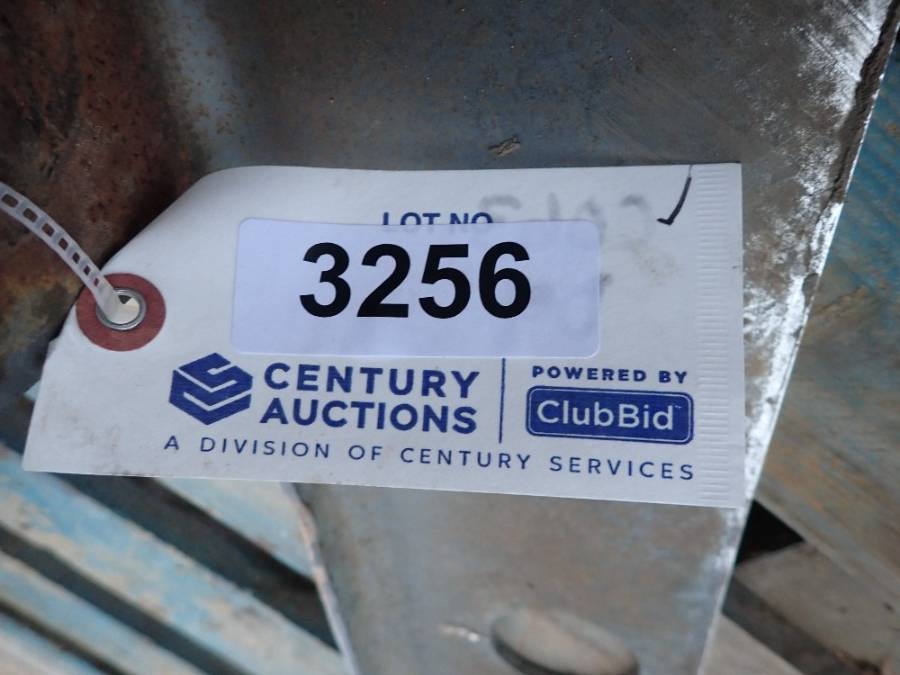 LOT NO
3256
CENTURY
AUCTIONS
A DIVISION OF CENTURY SERVICES
POWERED BY
ClubBid